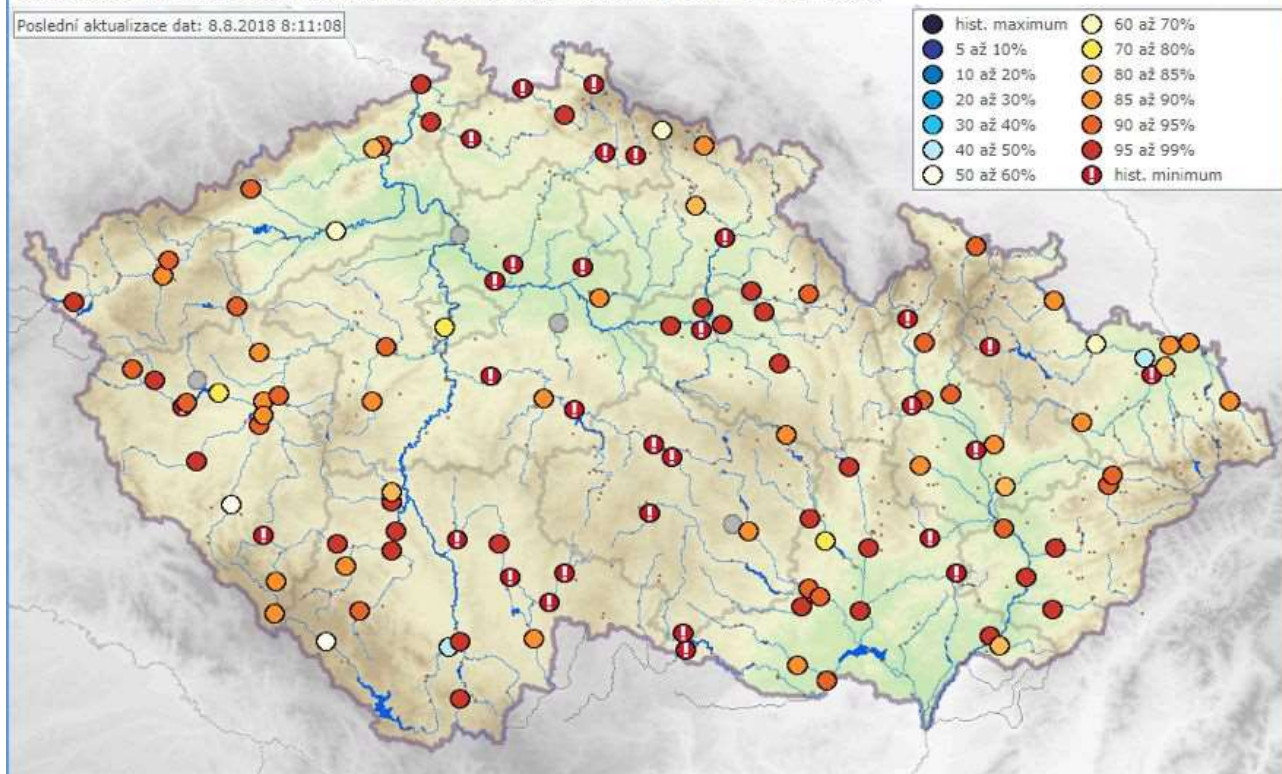 Poslední aktualizace dat: 8.8.2018 8:11:08
hist. maximum
5 až 10%
10 až 20%
20 až 30%
30 až 40%
40 až 50%
50 až 60%
60 až 70%
70 až 80%
80 až 85%
85 až 90%
90 až 95%
95 až 99%
hist. minimum